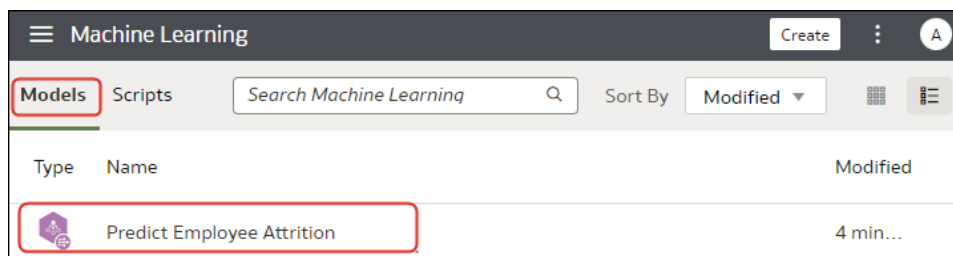 Machine Learning Create A
Models Scripts Search Machine Learning Sort By Modified
Type Name Modified
Predict Employee Attrition 4 min...